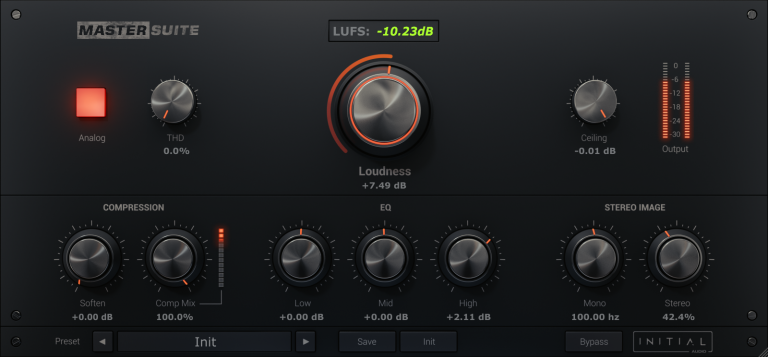 MASTER SUITE
LUFS: -10.23dB
Analog
THD
0.0%
Loudness
+7.49 dB
Ceiling
-0.01 dB
0
-6
-12
-18
-24
-30
Output
COMPRESSION
EQ
STEREO IMAGE
Soften
+0.00 dB
Comp Mix
100.0%
Low
+0.00 dB
Mid
+0.00 dB
High
+2.11 dB
Mono
100.00 hz
Stereo
42.4%
Preset
◄
Init
►
Save
Init
Bypass
INITIAL
AUDIO